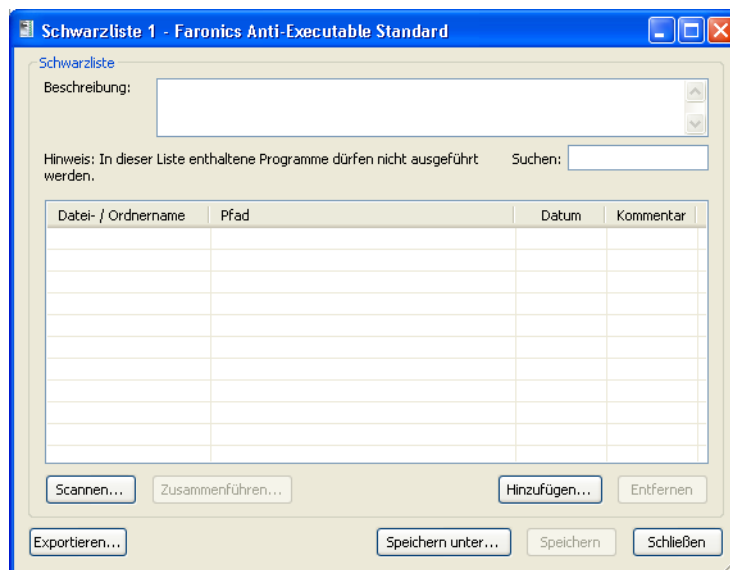 Schwarzliste 1 - Faronics Anti-Executable Standard
Schwarzliste
Beschreibung:
Hinweis: In dieser Liste enthaltene Programme dürfen nicht ausgeführt
werden.
Suchen:
Datei- / Ordnername Pfad Datum Kommentar
Scannen... Zusammenführen... Hinzufügen... Entfernen
Exportieren... Speichern unter... Speichern Schließen